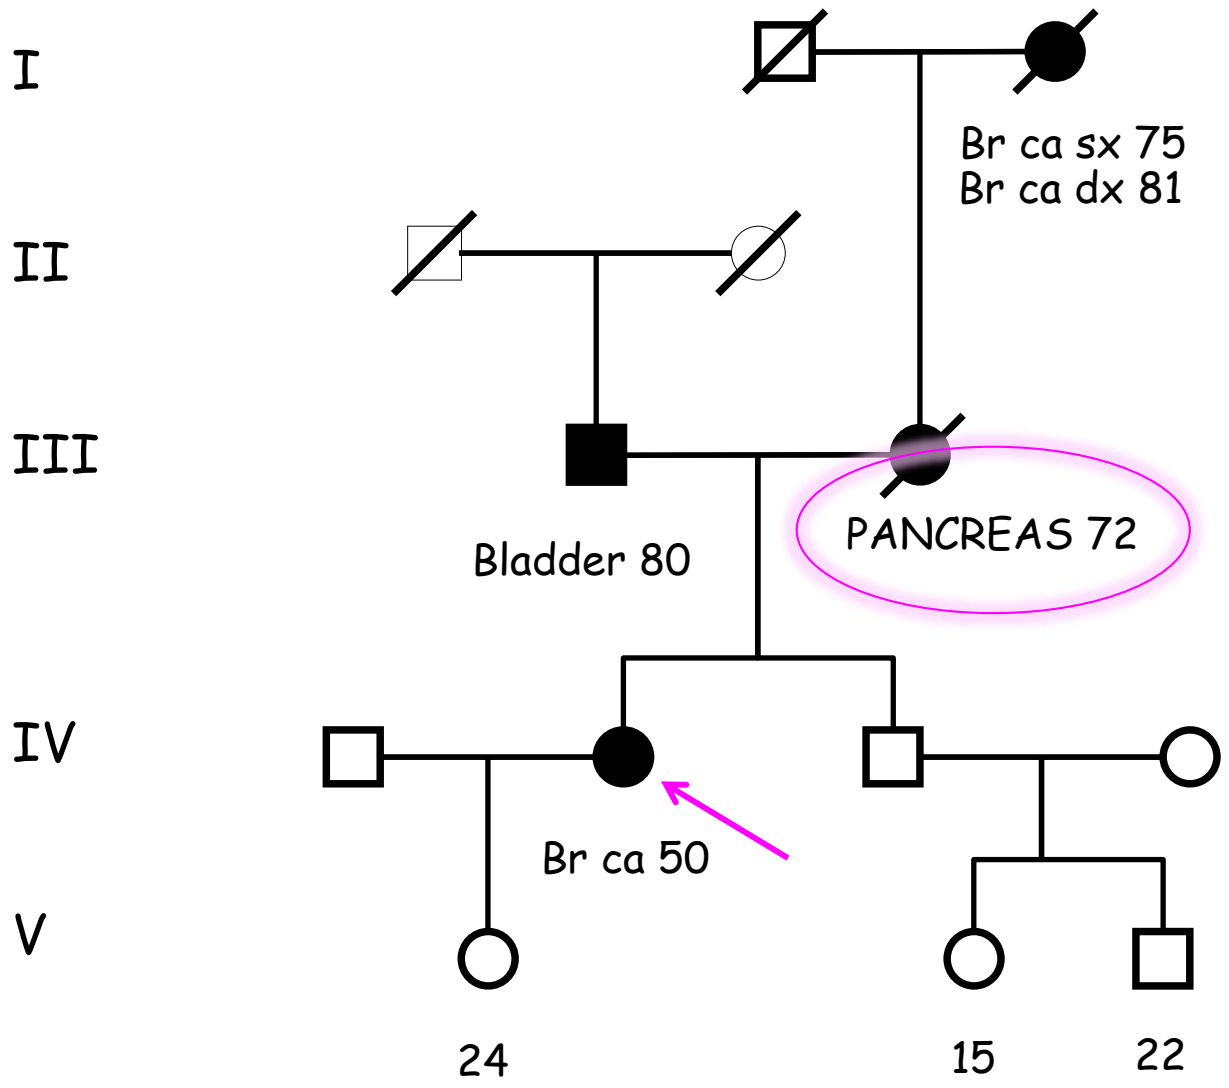 I
Br ca sx 75
Br ca dx 81
II
III
PANCREAS 72
Bladder 80
IV
Br ca 50
V
24
15
22